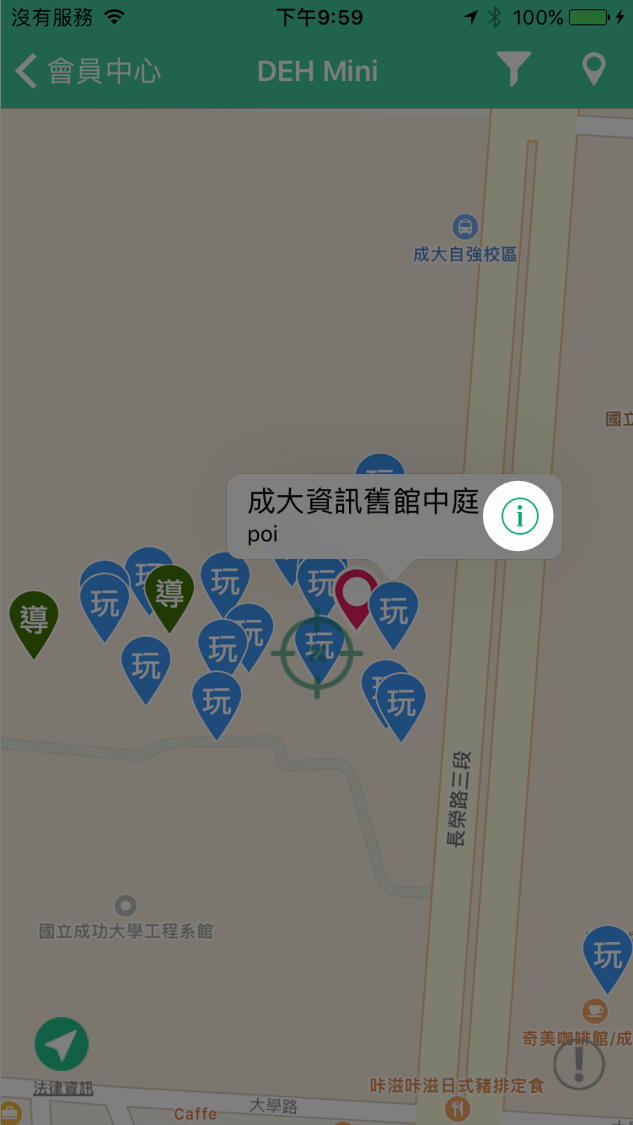 沒有服務 下午9:59 100%
會員中心 DEH Mini
成大自強校區
國立
玩
成大資訊舊館中庭 i
poi
玩
玩
玩
玩
導
玩
玩
導
玩
玩
玩
玩
玩
玩
長榮路三段
國立成功大學工程系館
玩
奇美咖啡館/成
法律資訊
咔滋咔滋日式豬排定食
Caffe
大學路